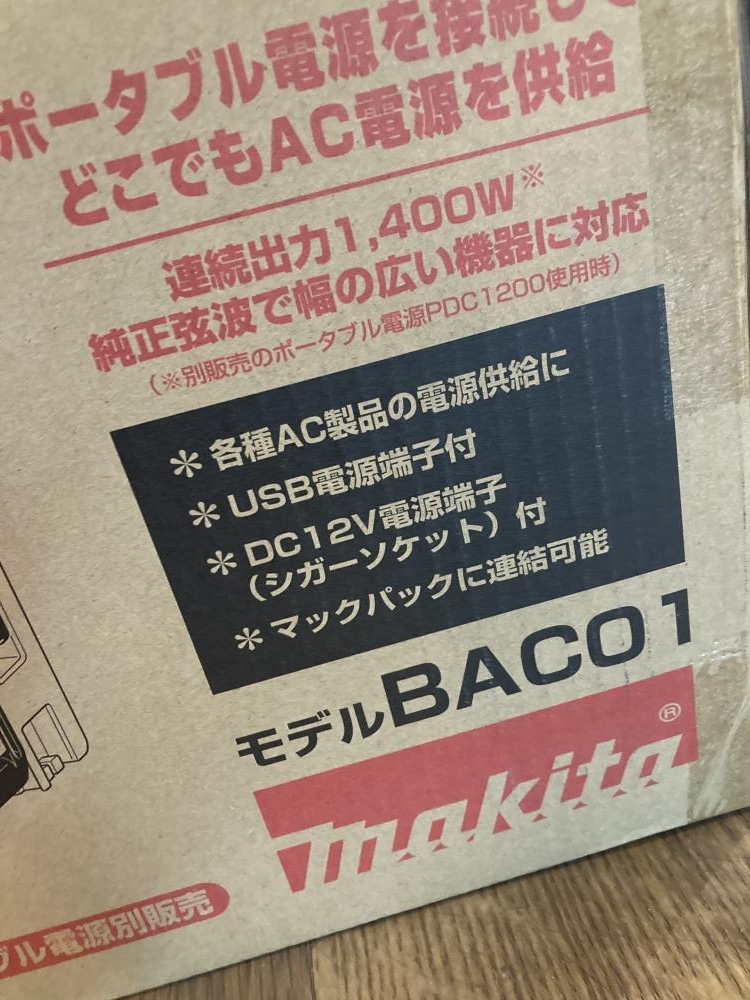 ポータブル電源を接続して
どこでもAC電源を供給
連続出力1,400W※
純正弦波で幅の広い機器に対応
（※別販売のポータブル電源PDC1200使用時）
＊各種AC製品の電源供給に
＊USB電源端子付
＊DC12V電源端子
（シガーソケット）付
＊マックパックに連結可能
モデルBAC01
makita®
ブル電源別販売